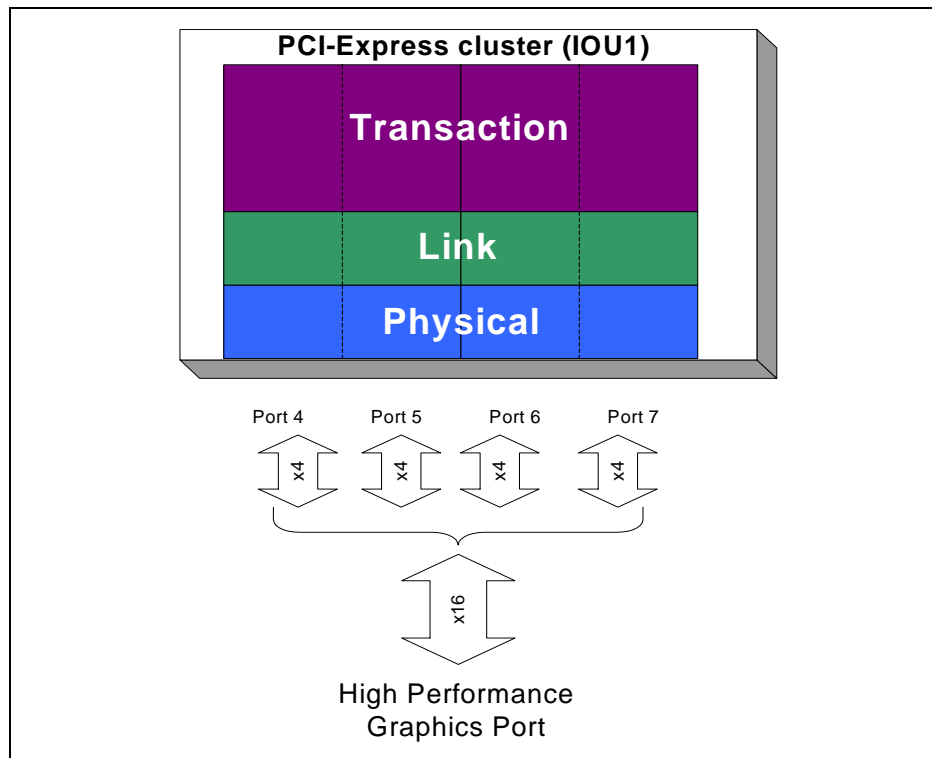 PCI-Express cluster (IOU1)
Transaction
Link
Physical
Port 4
Port 5
Port 6
Port 7
x4
x4
x4
x4
x16
High Performance
Graphics Port